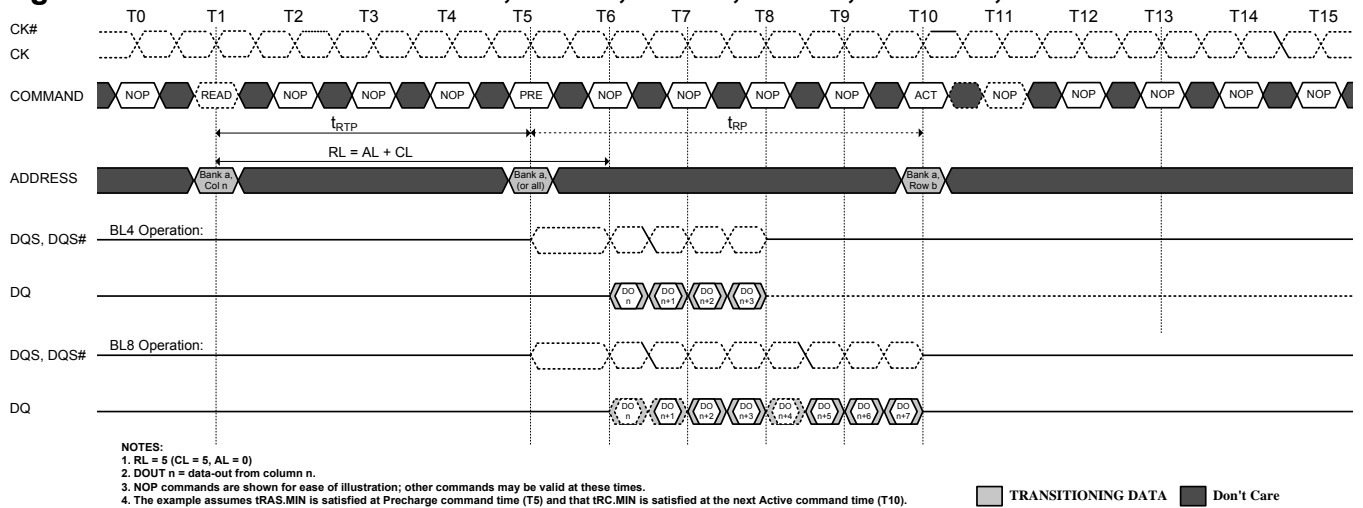 T0 T1 T2 T3 T4 T5 T6 T7 T8 T9 T10 T11 T12 T13 T14 T15
CK#
CK
COMMAND NOP READ NOP NOP NOP PRE NOP NOP NOP NOP ACT NOP NOP NOP NOP NOP
tRTP tRP
RL = AL + CL
ADDRESS
Bank a, Bank a, Bank a,
Col n (or all) Row b
BL4 Operation:
DQS, DQS#
DQ
DO DO DO DO
n n+1 n+2 n+3
BL8 Operation:
DQS, DQS#
DQ
DO DO DO DO DO DO DO DO
n n+1 n+2 n+3 n+4 n+5 n+6 n+7
NOTES:
1. RL = 5 (CL = 5, AL = 0)
2. DOUT n = data-out from column n.
3. NOP commands are shown for ease of illustration; other commands may be valid at these times.
4. The example assumes tRAS.MIN is satisfied at Precharge command time (T5) and that tRC.MIN is satisfied at the next Active command time (T10).
TRANSITIONING DATA Don't Care